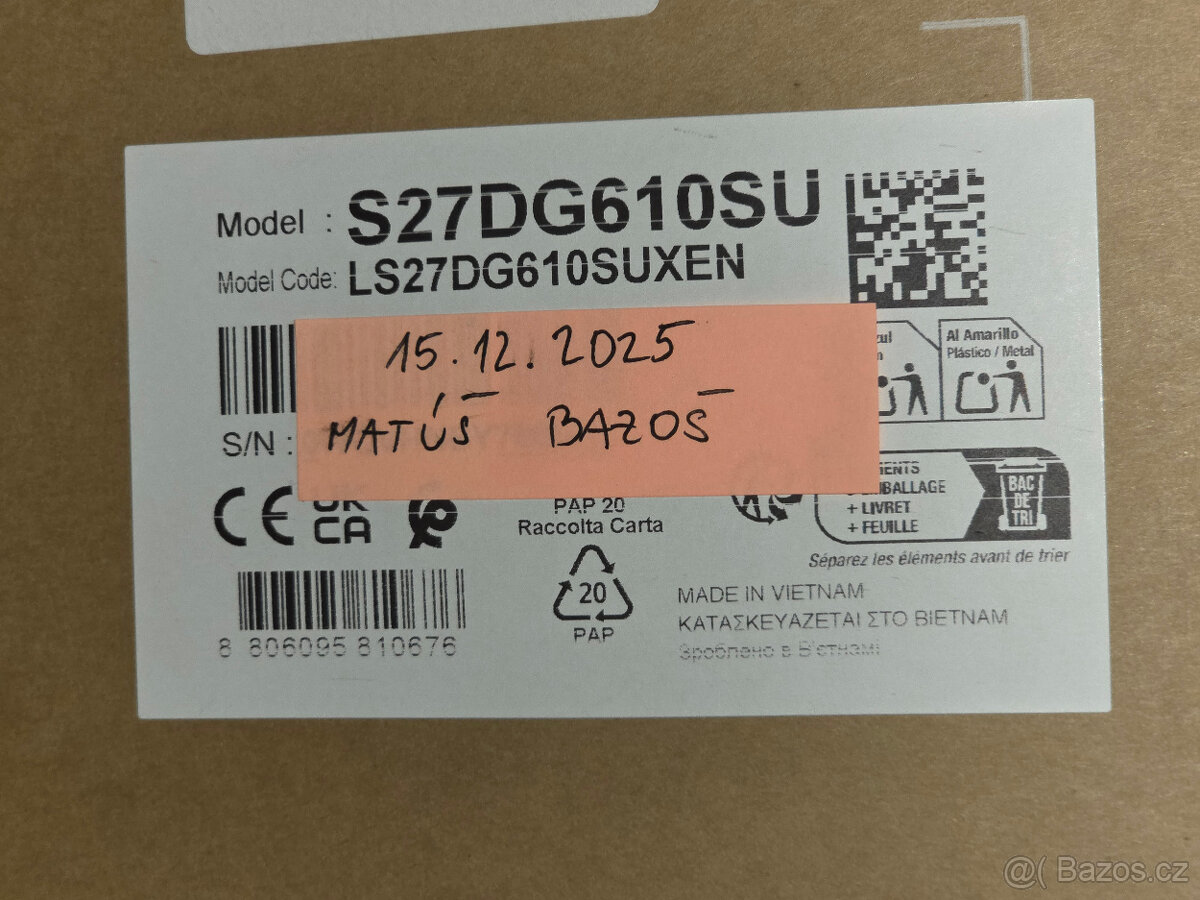 Model : S27DG610SU
Model Code: LS27DG610SUXEN
15.12.2025
MATÚŠ BAZOŠ
S/N :
Al Amarillo
Plástico / Metal
CE UK CA
PAP 20
Raccolta Carta
+ LIVRET
+ FEUILLE
BAC
DE
TRI
Séparez les éléments avant de trier
20
PAP
8 806095 810676
MADE IN VIETNAM
ΚΑΤΑΣΚΕΥΑΖΕΤΑΙ ΣΤΟ ΒΙΕΤΝΑΜ
Зроблено в В'єтнамі
@( Bazos.cz